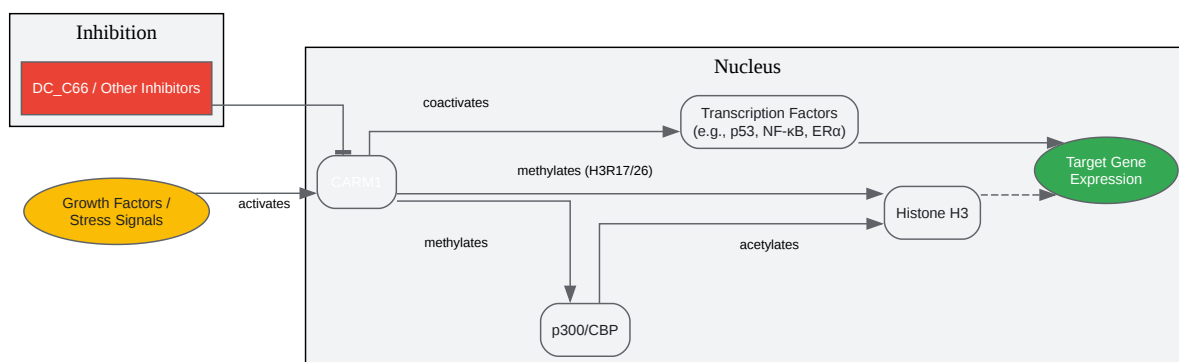 Inhibition
DC_C66 / Other Inhibitors
Nucleus
coactivates
Transcription Factors
(e.g., p53, NF-κB, ERα)
Target Gene
Expression
methylates (H3R17/26)
CARM1
Growth Factors /
Stress Signals
activates
Histone H3
methylates
acetylates
p300/CBP